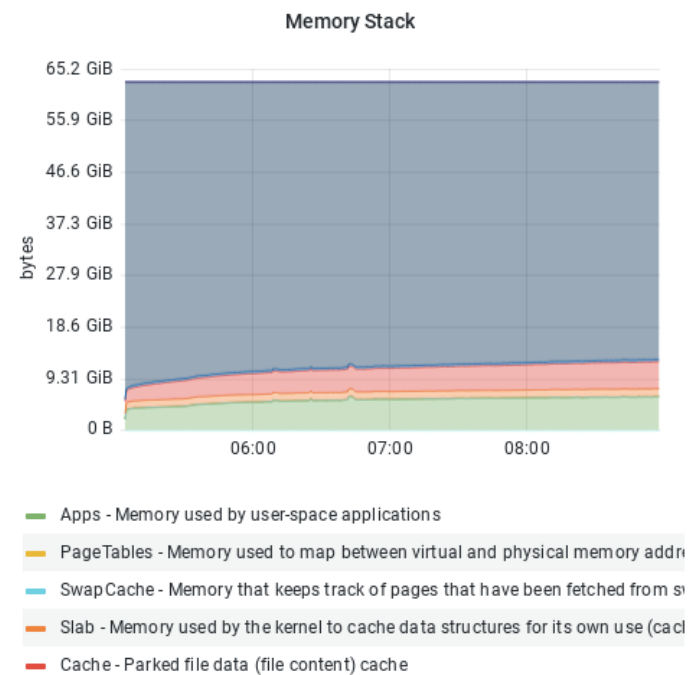 Memory Stack
65.2 GiB
55.9 GiB
46.6 GiB
37.3 GiB
27.9 GiB
18.6 GiB
9.31 GiB
0 B
bytes
06:00 07:00 08:00
Apps - Memory used by user-space applications
PageTables - Memory used to map between virtual and physical memory addre
SwapCache - Memory that keeps track of pages that have been fetched from sw
Slab - Memory used by the kernel to cache data structures for its own use (cach
Cache - Parked file data (file content) cache